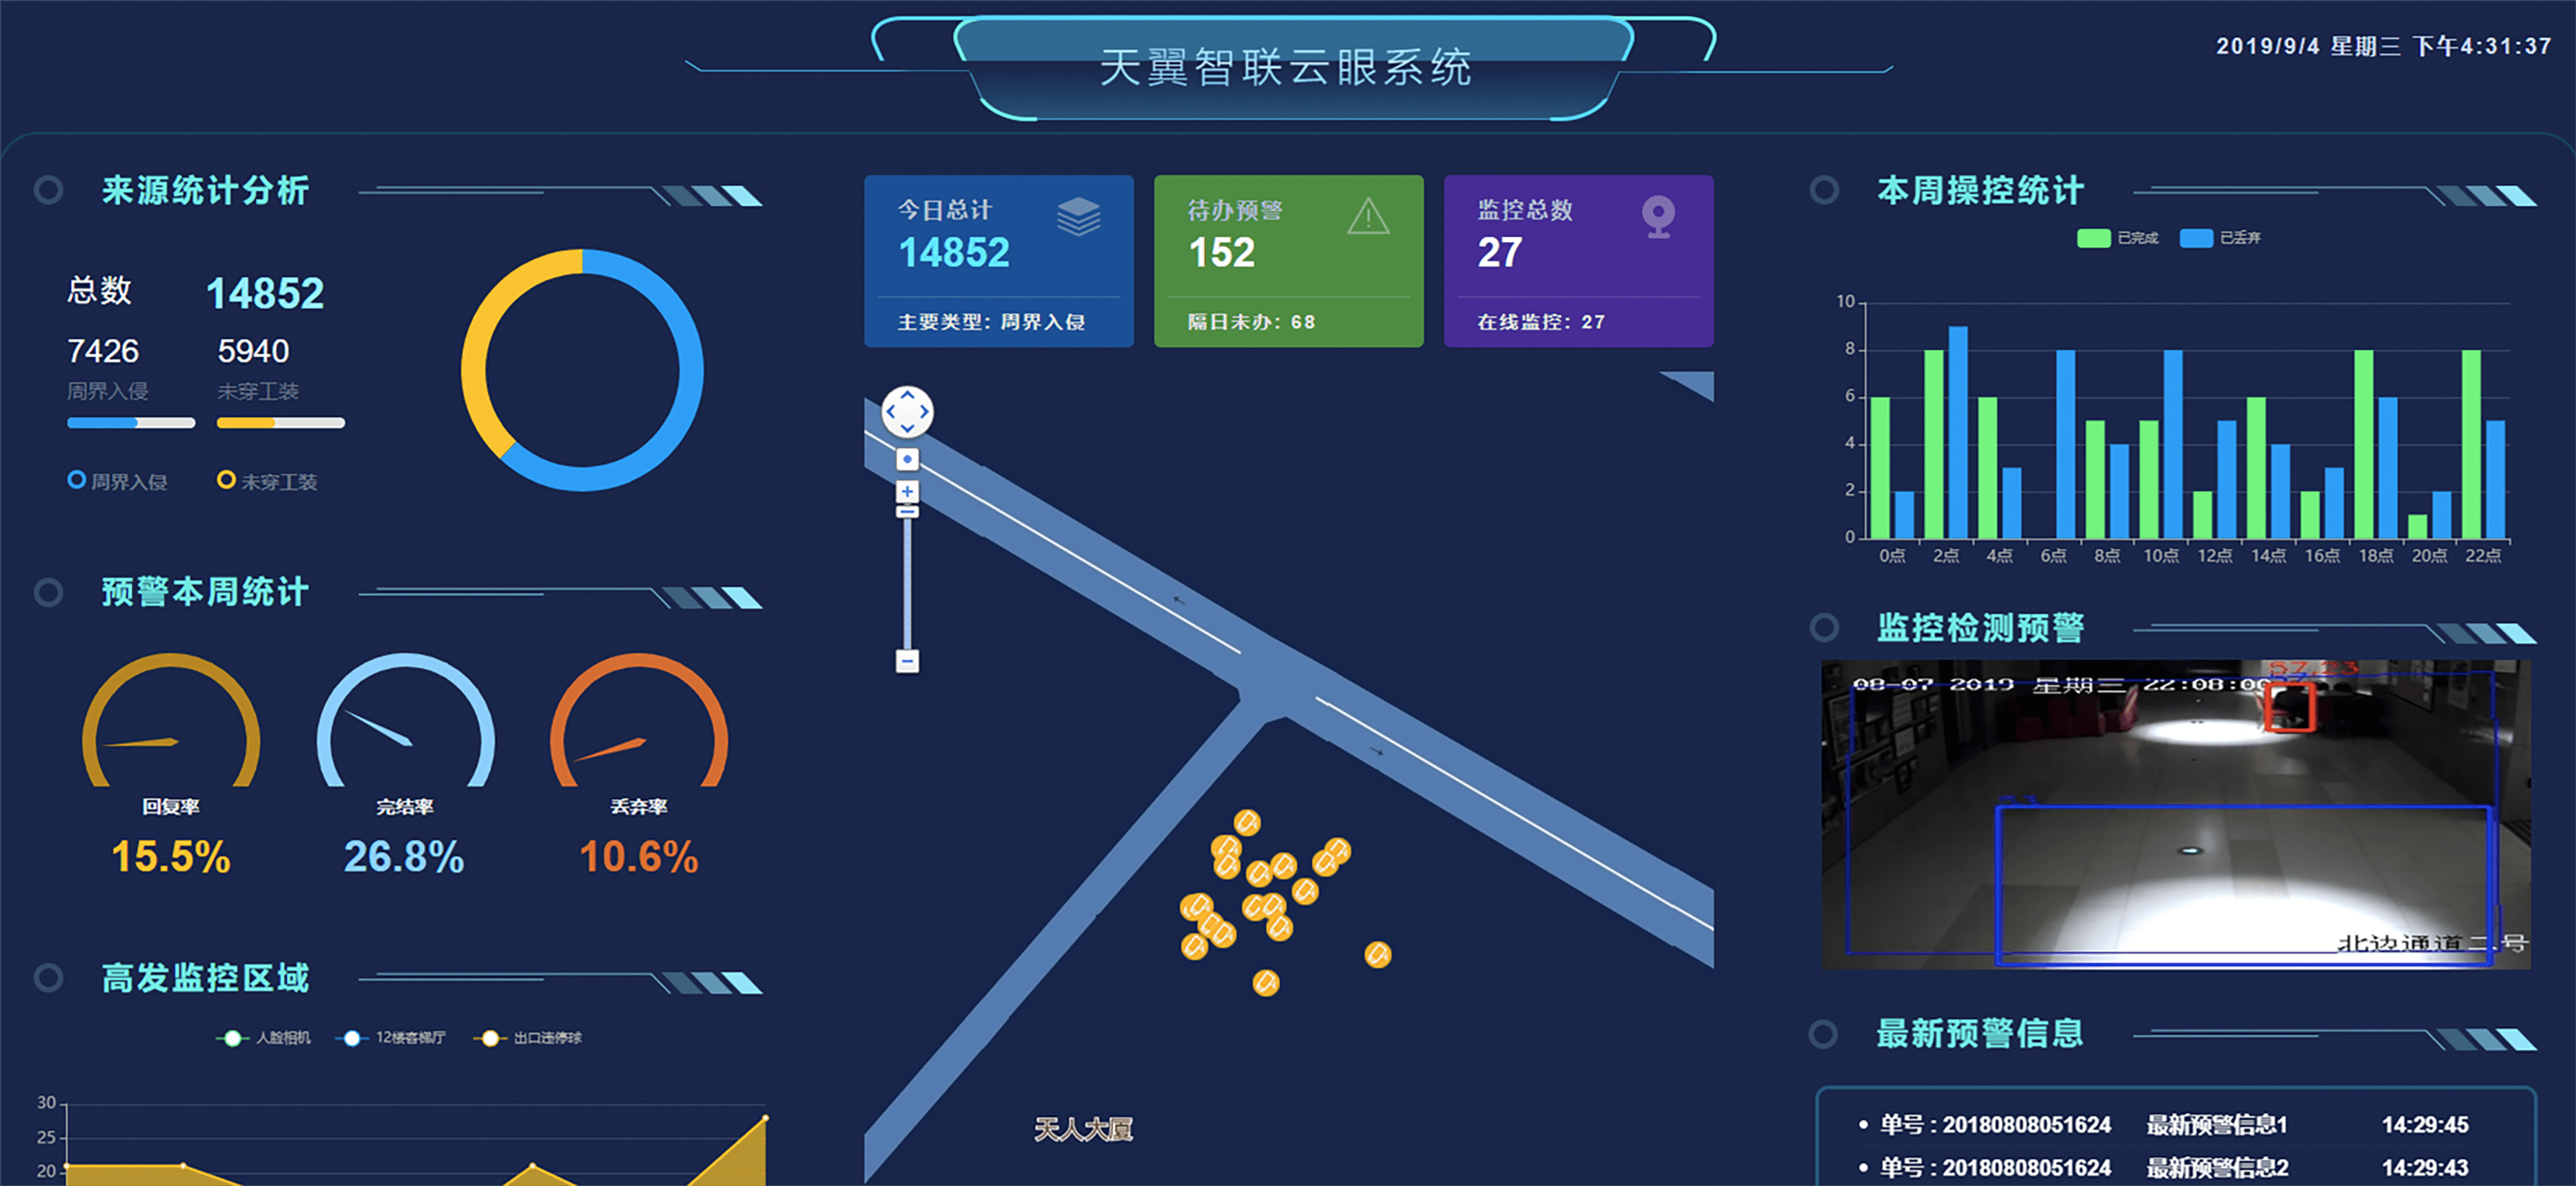 天翼智联云眼系统
2019/9/4 星期三 下午4:31:37
来源统计分析
总数 14852
7426 5940
周界入侵 未穿工装
周界入侵 未穿工装
预警本周统计
回复率 完结率 丢弃率
15.5% 26.8% 10.6%
高发监控区域
人脸相机 12楼客梯厅 出口违停球
30
25
20
今日总计
14852
主要类型: 周界入侵
待办预警
152
隔日未办: 68
监控总数
27
在线监控: 27
天人大厦
本周操控统计
已完成 已丢弃
10
8
6
4
2
0
0点 2点 4点 6点 8点 10点 12点 14点 16点 18点 20点 22点
监控检测预警
57.23
08-07 2019 星期三 22:08:00
北边通道二号
最新预警信息
单号 : 20180808051624 最新预警信息1 14:29:45
单号 : 20180808051624 最新预警信息2 14:29:43